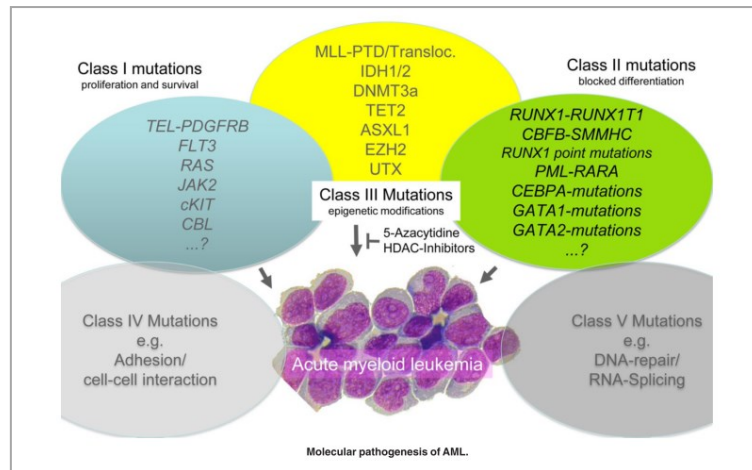 Class I mutations
proliferation and survival
TEL-PDGFRB
FLT3
RAS
JAK2
cKIT
CBL
...?
MLL-PTD/Transloc.
IDH1/2
DNMT3a
TET2
ASXL1
EZH2
UTX
Class III Mutations
epigenetic modifications
5-Azacytidine
HDAC-Inhibitors
Class II mutations
blocked differentiation
RUNX1-RUNX1T1
CBFB-SMMHC
RUNX1 point mutations
PML-RARA
CEBPA-mutations
GATA1-mutations
GATA2-mutations
...?
Class IV Mutations
e.g.
Adhesion/
cell-cell interaction
Acute myeloid leukemia
Class V Mutations
e.g.
DNA-repair/
RNA-Splicing
Molecular pathogenesis of AML.